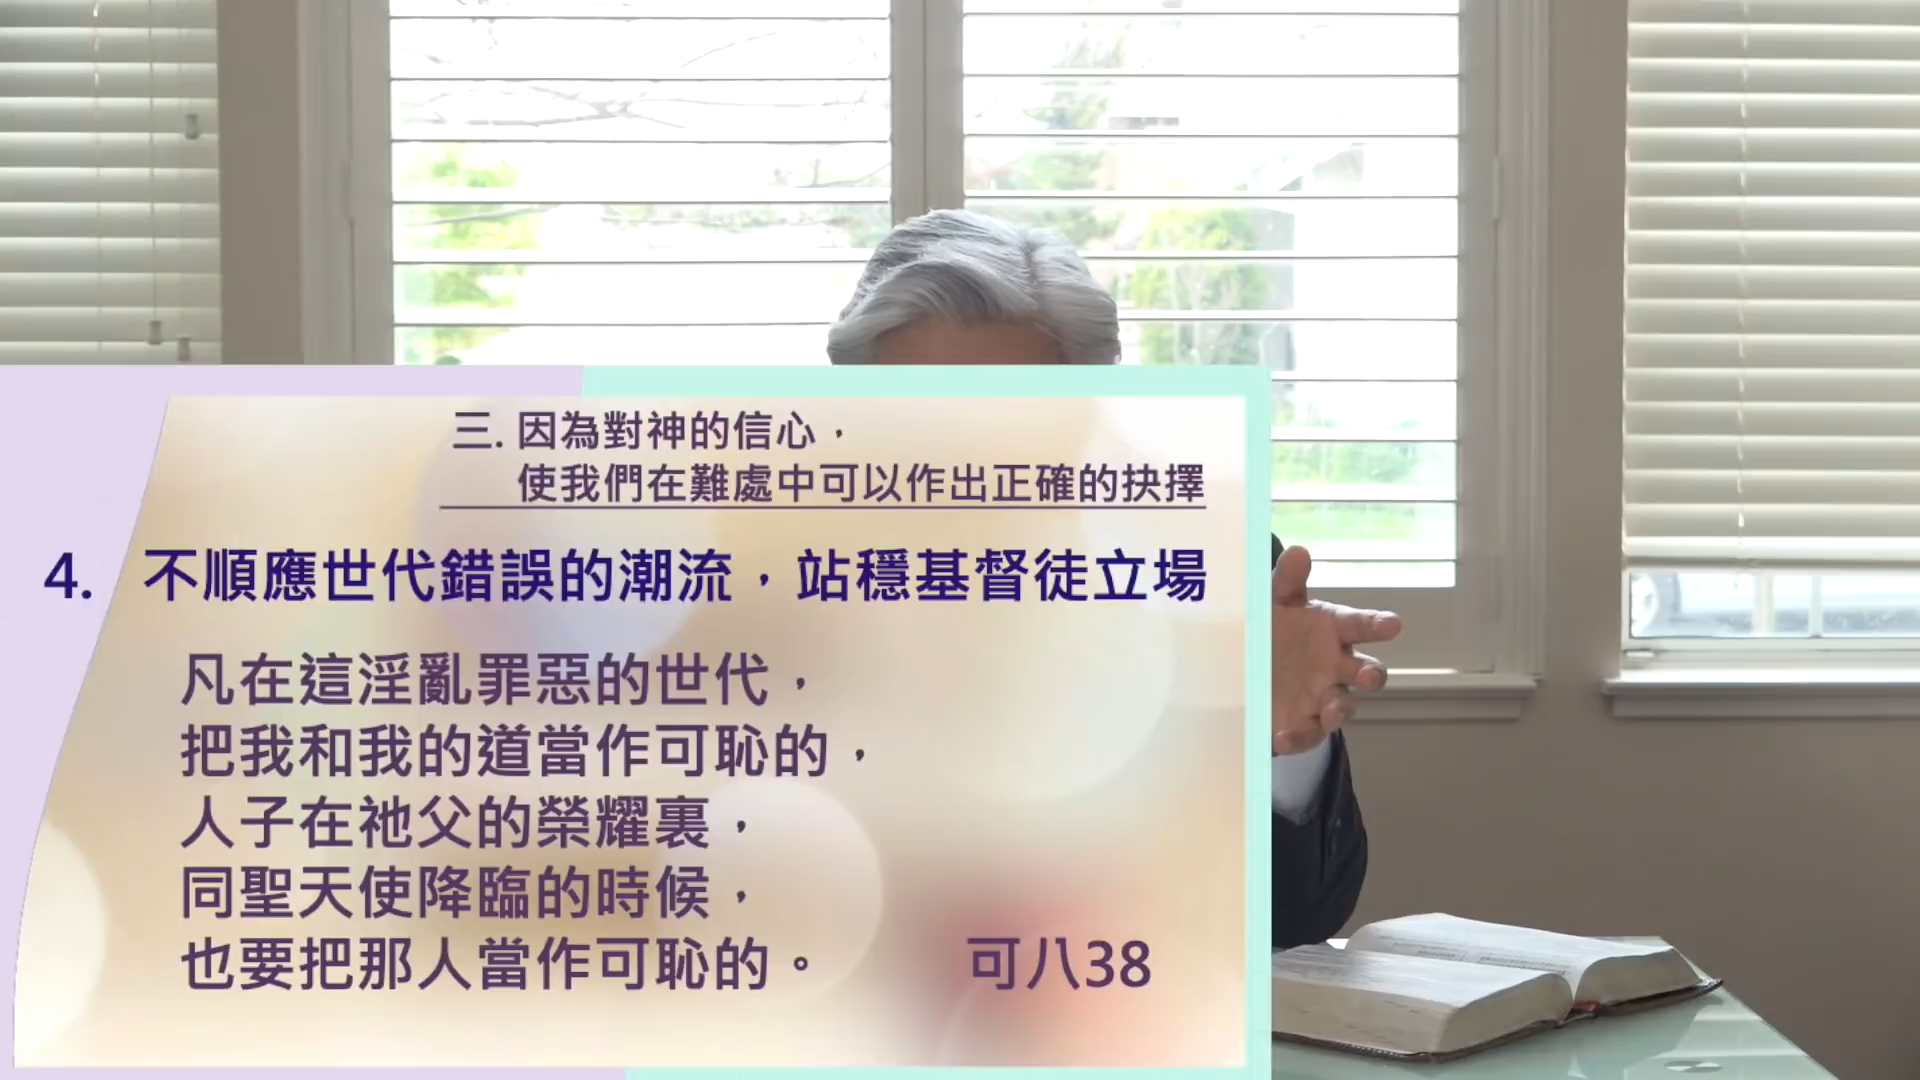 三. 因為對神的信心，
使我們在難處中可以作出正確的抉擇
4. 不順應世代錯誤的潮流，站穩基督徒立場
凡在這淫亂罪惡的世代，
把我和我的道當作可恥的，
人子在祂父的榮耀裏，
同聖天使降臨的時候，
也要把那人當作可恥的。 可八38